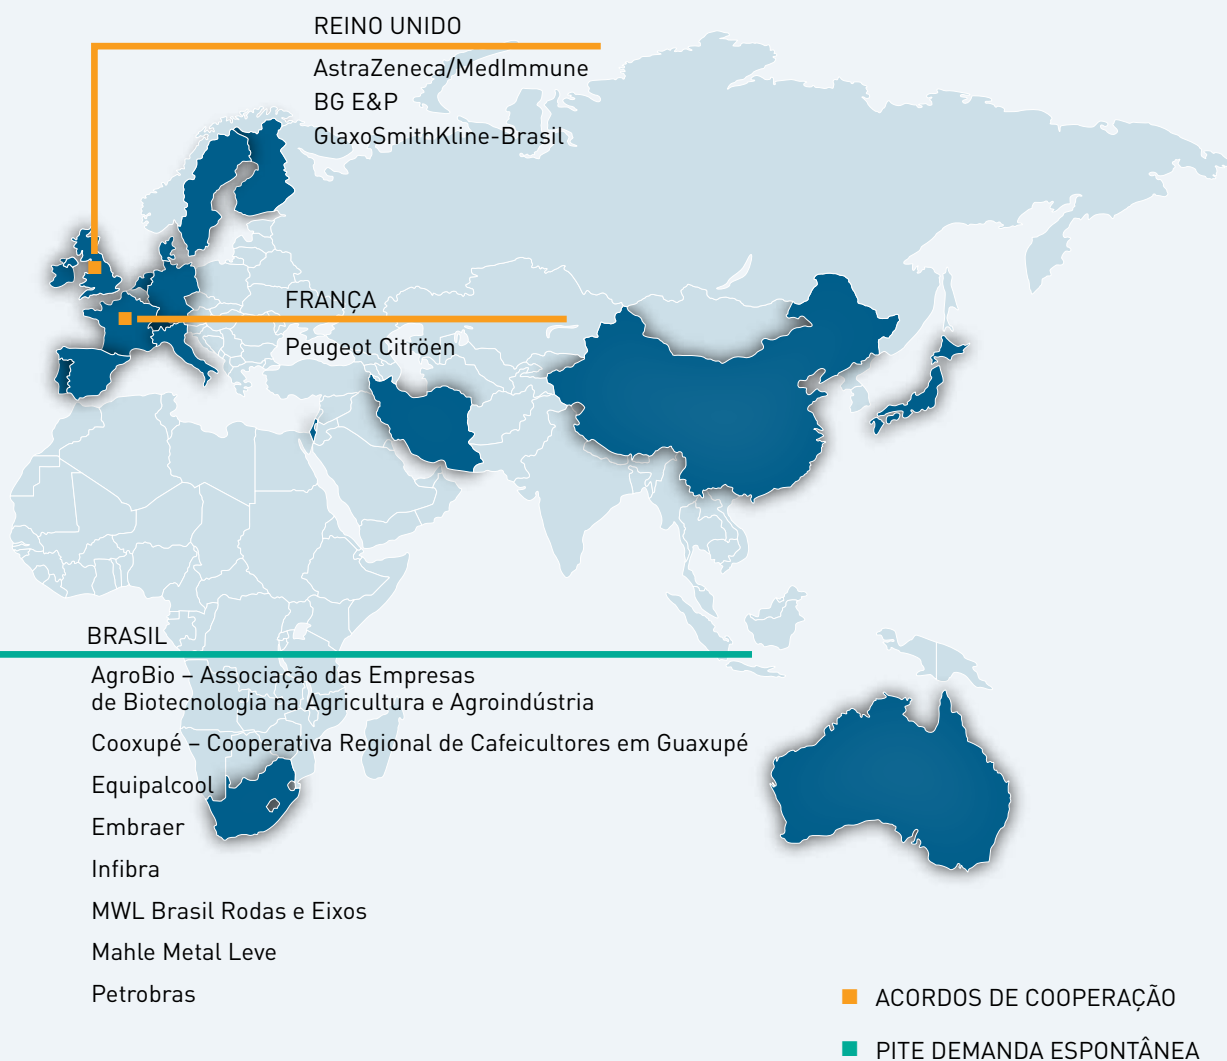 REINO UNIDO
AstraZeneca/MedImmune
BG E&P
GlaxoSmithKline-Brasil
FRANÇA
Peugeot Citröen
BRASIL
AgroBio – Associação das Empresas
de Biotecnologia na Agricultura e Agroindústria
Cooxupé – Cooperativa Regional de Cafeicultores em Guaxupé
Equipalcool
Embraer
Infibra
MWL Brasil Rodas e Eixos
Mahle Metal Leve
Petrobras
ACORDOS DE COOPERAÇÃO
PITE DEMANDA ESPONTÂNEA